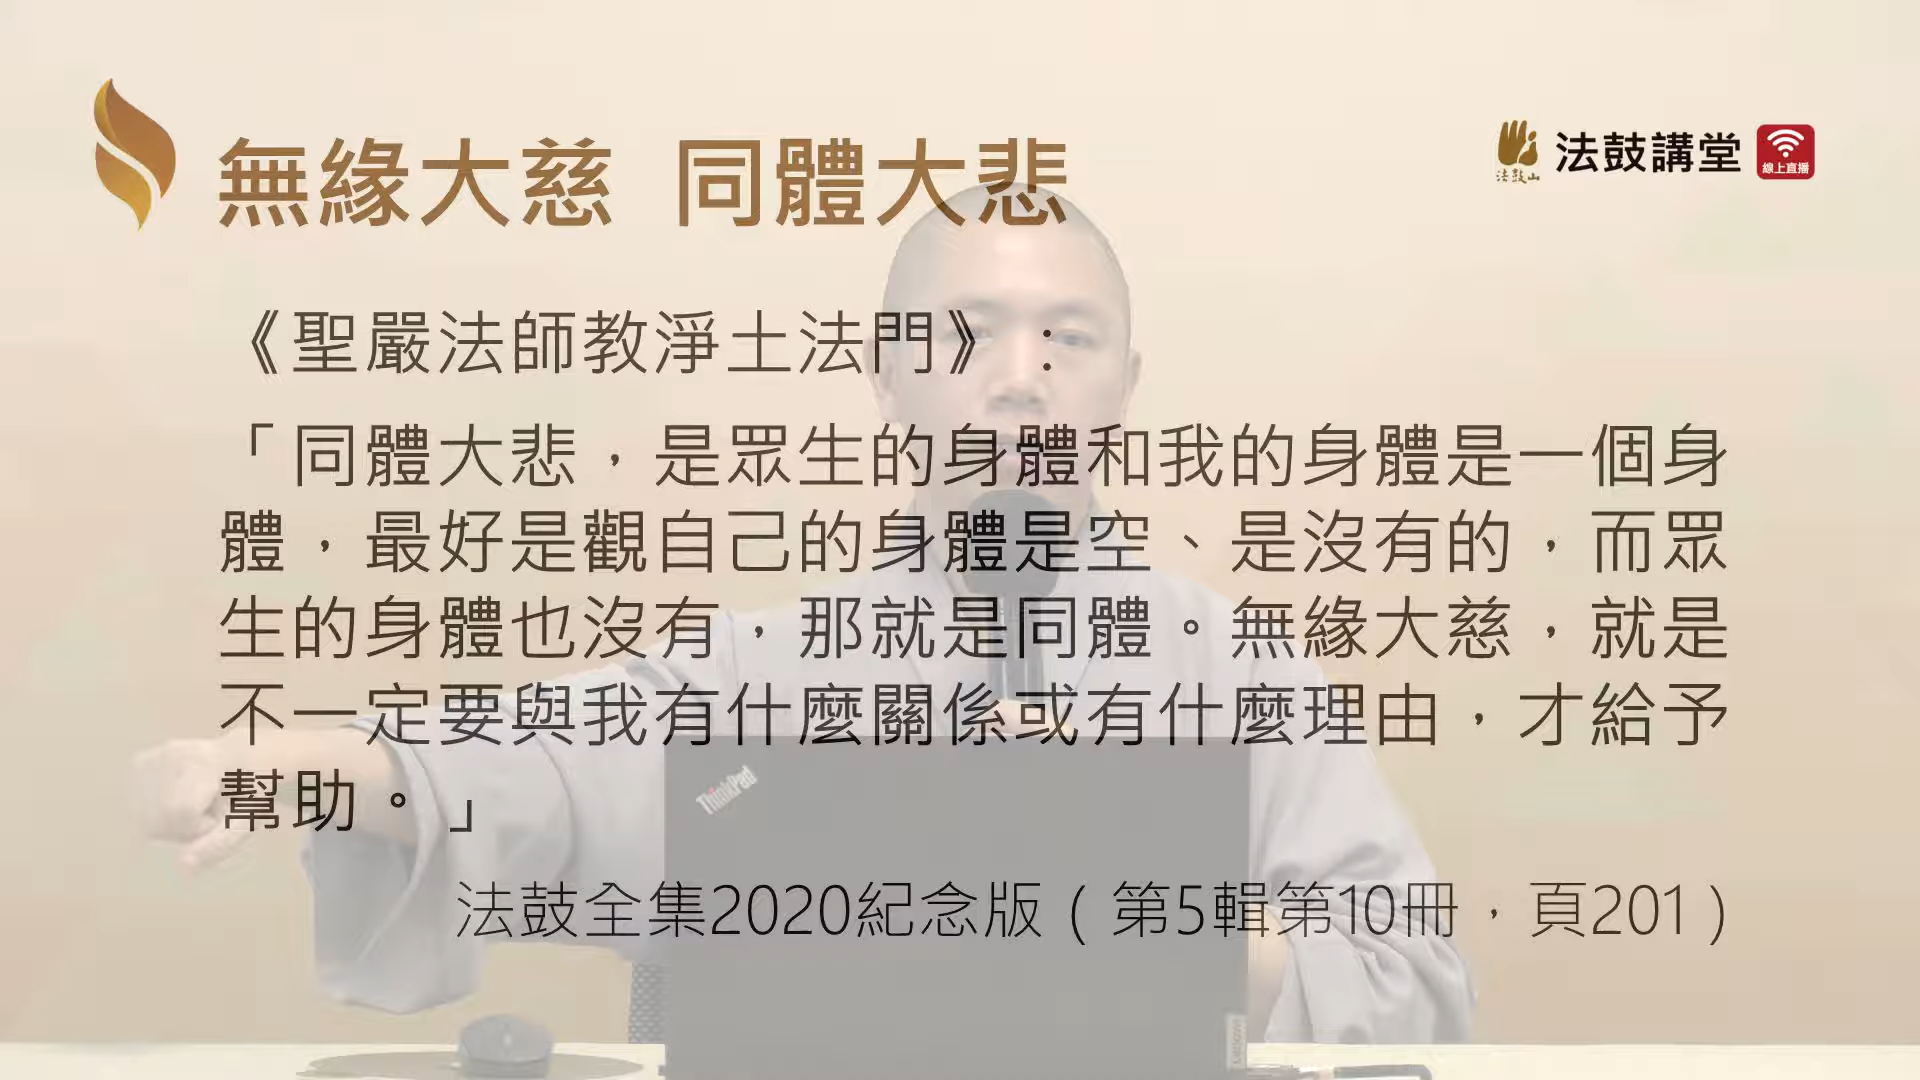 無緣大慈 同體大悲
法鼓山
法鼓講堂
線上直播
《聖嚴法師教淨土法門》：
「同體大悲，是眾生的身體和我的身體是一個身
體，最好是觀自己的身體是空、是沒有的，而眾
生的身體也沒有，那就是同體。無緣大慈，就是
不一定要與我有什麼關係或有什麼理由，才給予
幫助。」
ThinkPad
法鼓全集2020紀念版（第5輯第10冊，頁201）
Lenovo